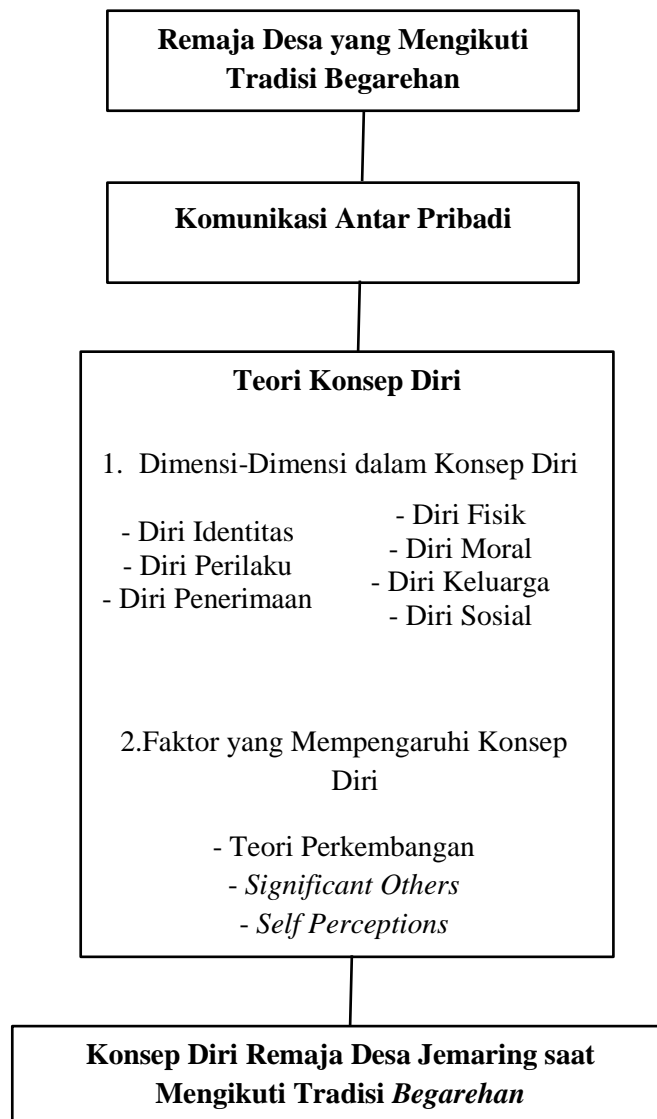 Remaja Desa yang Mengikuti
Tradisi Begarehan
Komunikasi Antar Pribadi
Teori Konsep Diri
1. Dimensi-Dimensi dalam Konsep Diri
- Diri Identitas
- Diri Perilaku
- Diri Penerimaan
- Diri Fisik
- Diri Moral
- Diri Keluarga
- Diri Sosial
2.Faktor yang Mempengaruhi Konsep
Diri
- Teori Perkembangan
- Significant Others
- Self Perceptions
Konsep Diri Remaja Desa Jemaring saat
Mengikuti Tradisi Begarehan